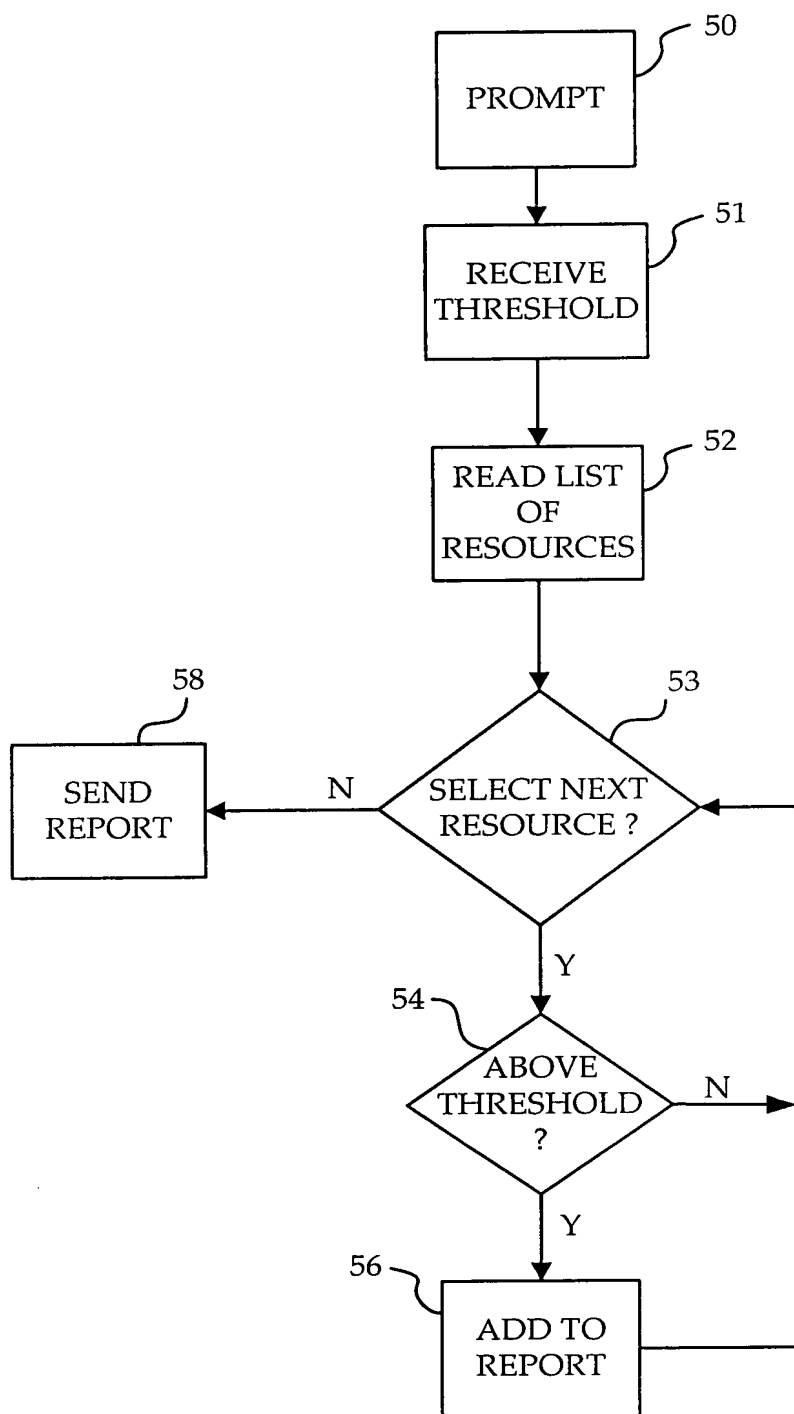 50
PROMPT
51
RECEIVE
THRESHOLD
52
READ LIST
OF
RESOURCES
58
53
SEND
REPORT
N
SELECT NEXT
RESOURCE ?
Y
54
ABOVE
THRESHOLD
?
N
Y
56
ADD TO
REPORT